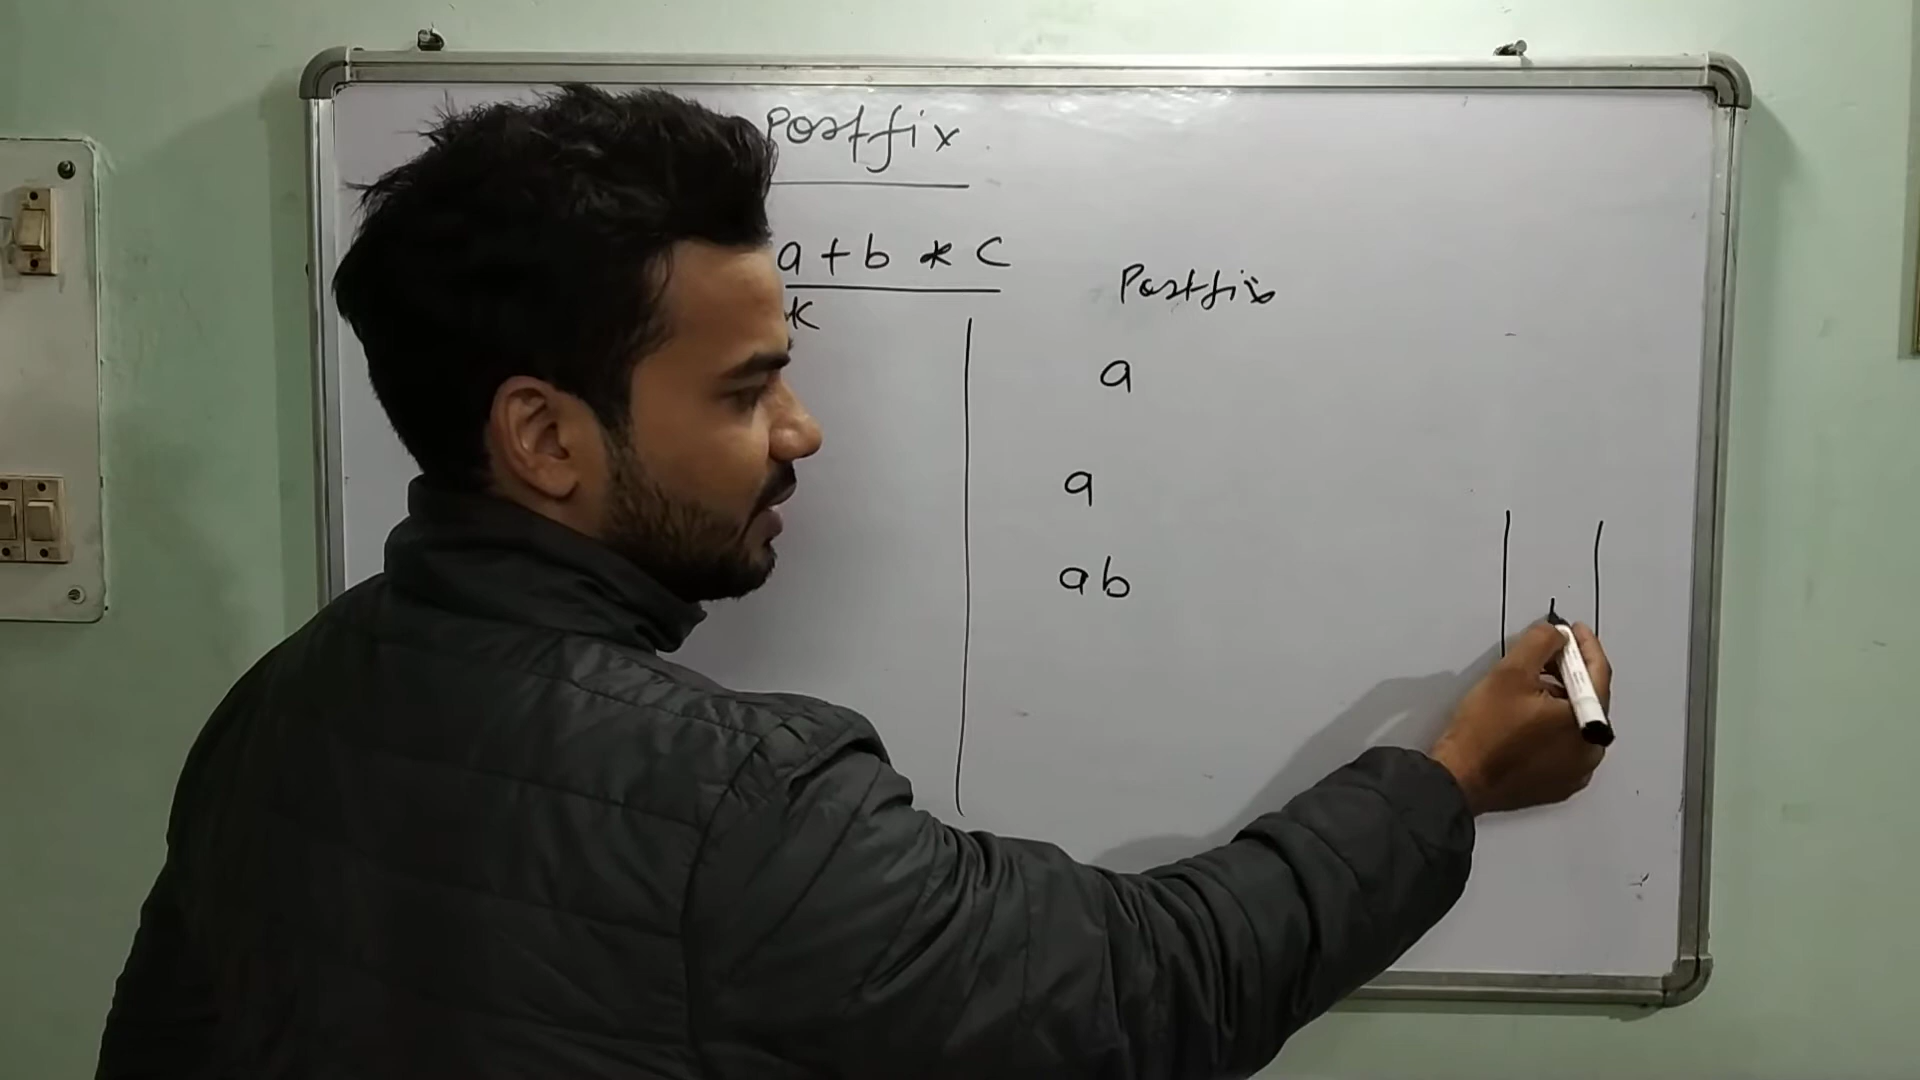 Postfix
a + b * c
k
Postfix
a
a
ab